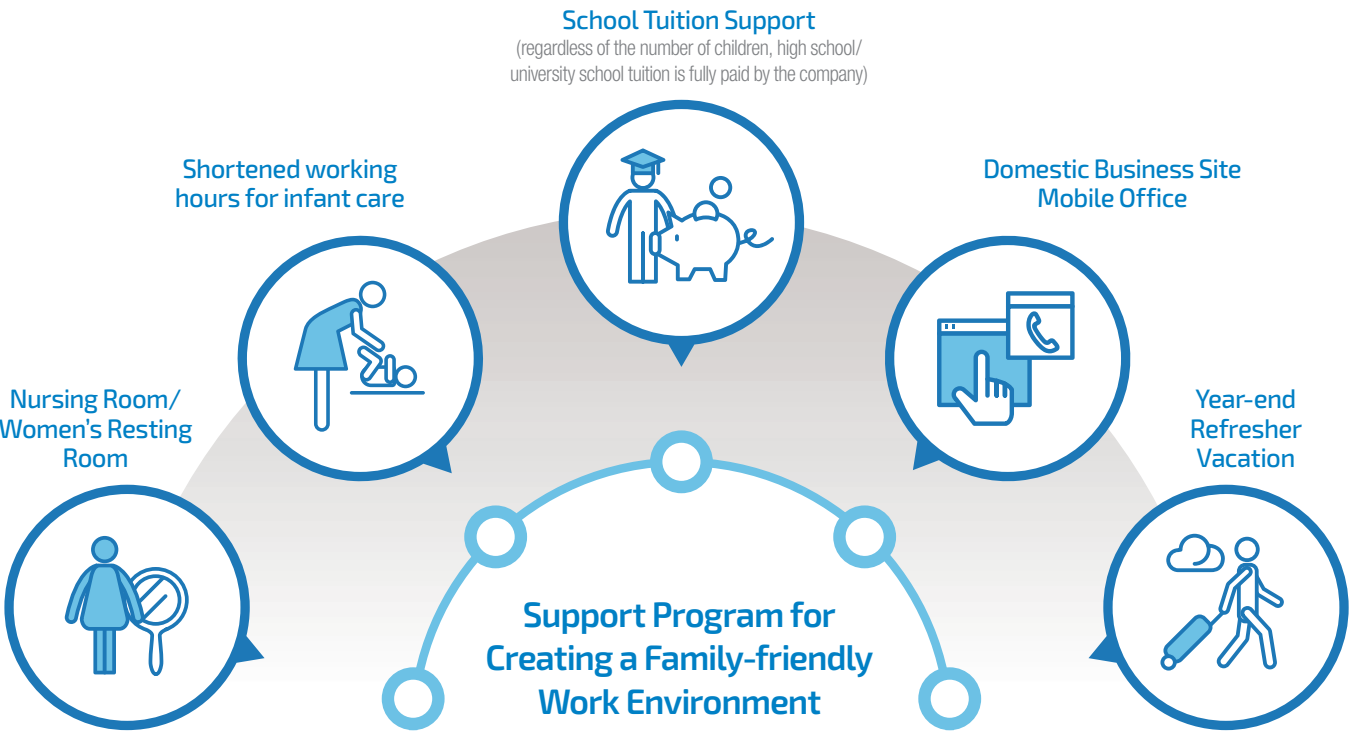 School Tuition Support
(regardless of the number of children, high school/
university school tuition is fully paid by the company)
Shortened working
hours for infant care
Domestic Business Site
Mobile Office
Nursing Room/
Women's Resting
Room
Year-end
Refresher
Vacation
Support Program for
Creating a Family-friendly
Work Environment